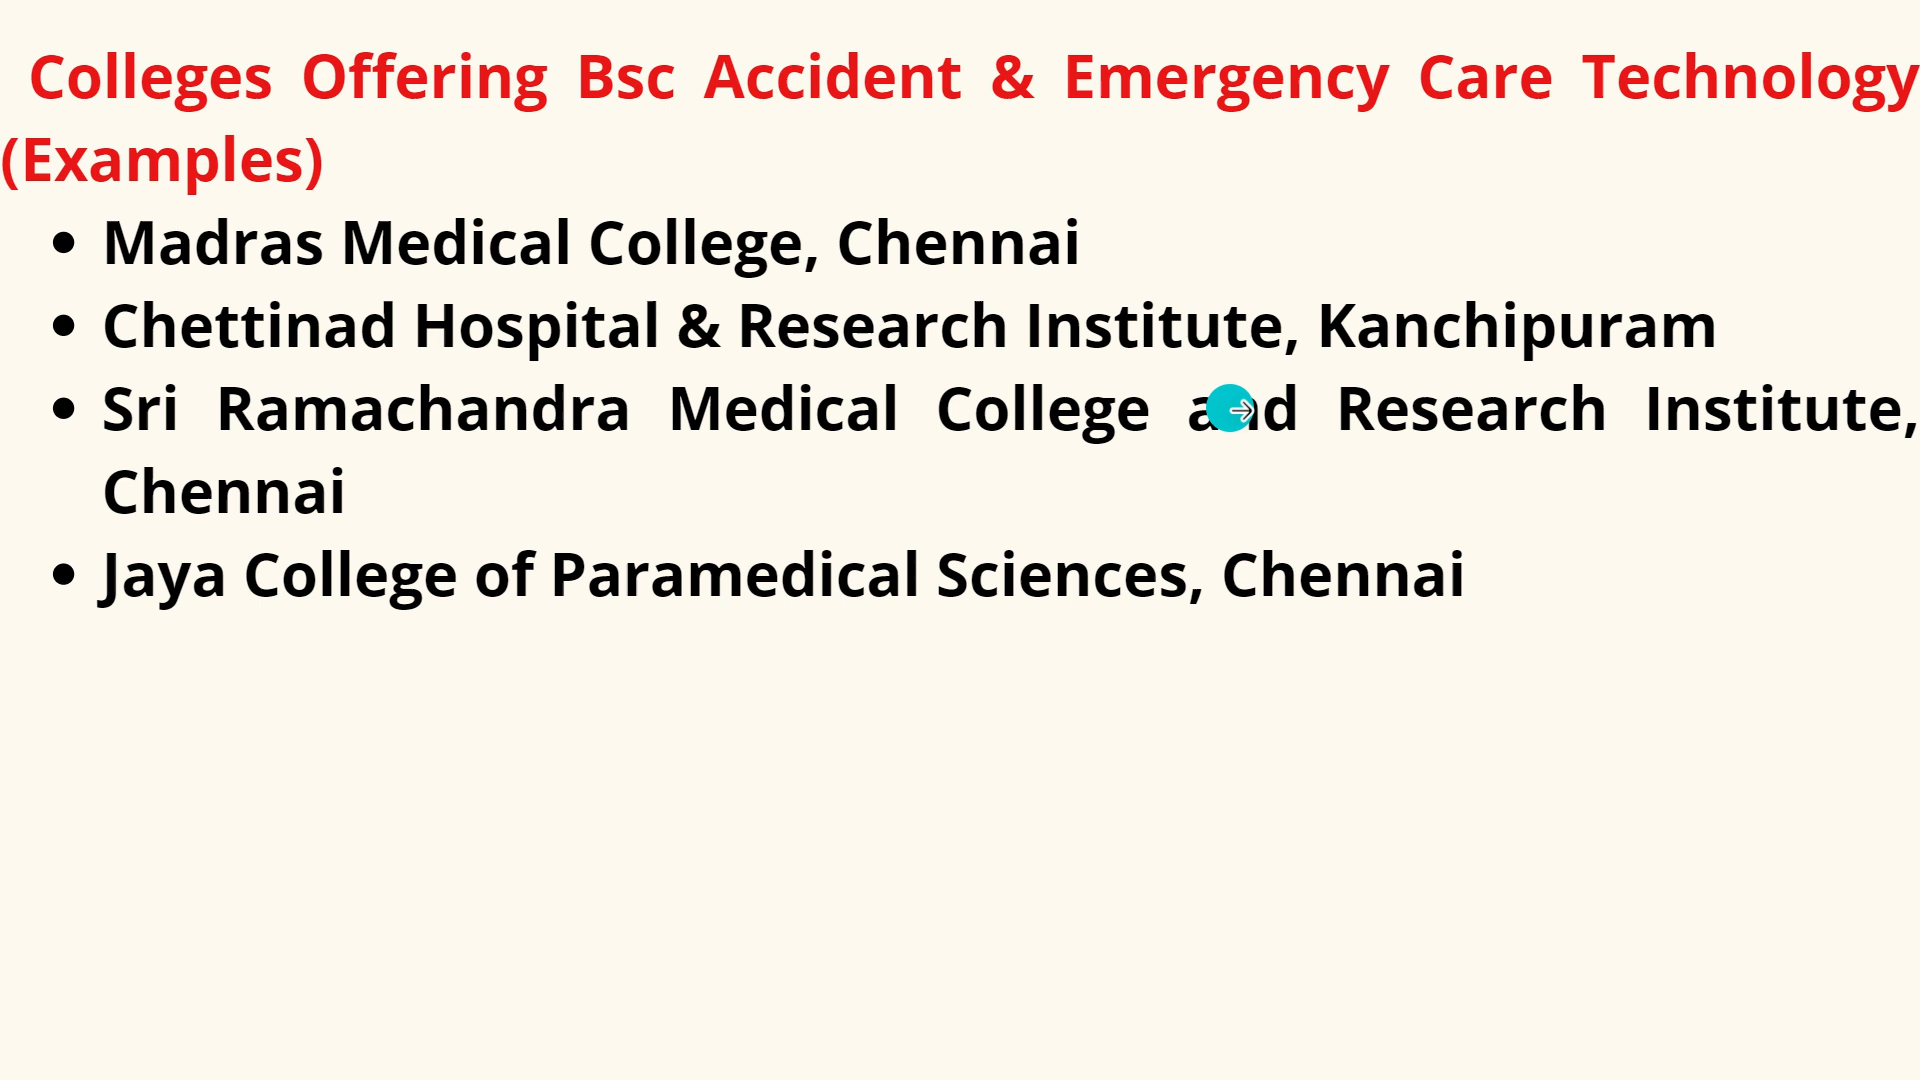 Colleges Offering Bsc Accident & Emergency Care Technology
(Examples)
• Madras Medical College, Chennai
• Chettinad Hospital & Research Institute, Kanchipuram
• Sri Ramachandra Medical College and Research Institute,
Chennai
• Jaya College of Paramedical Sciences, Chennai